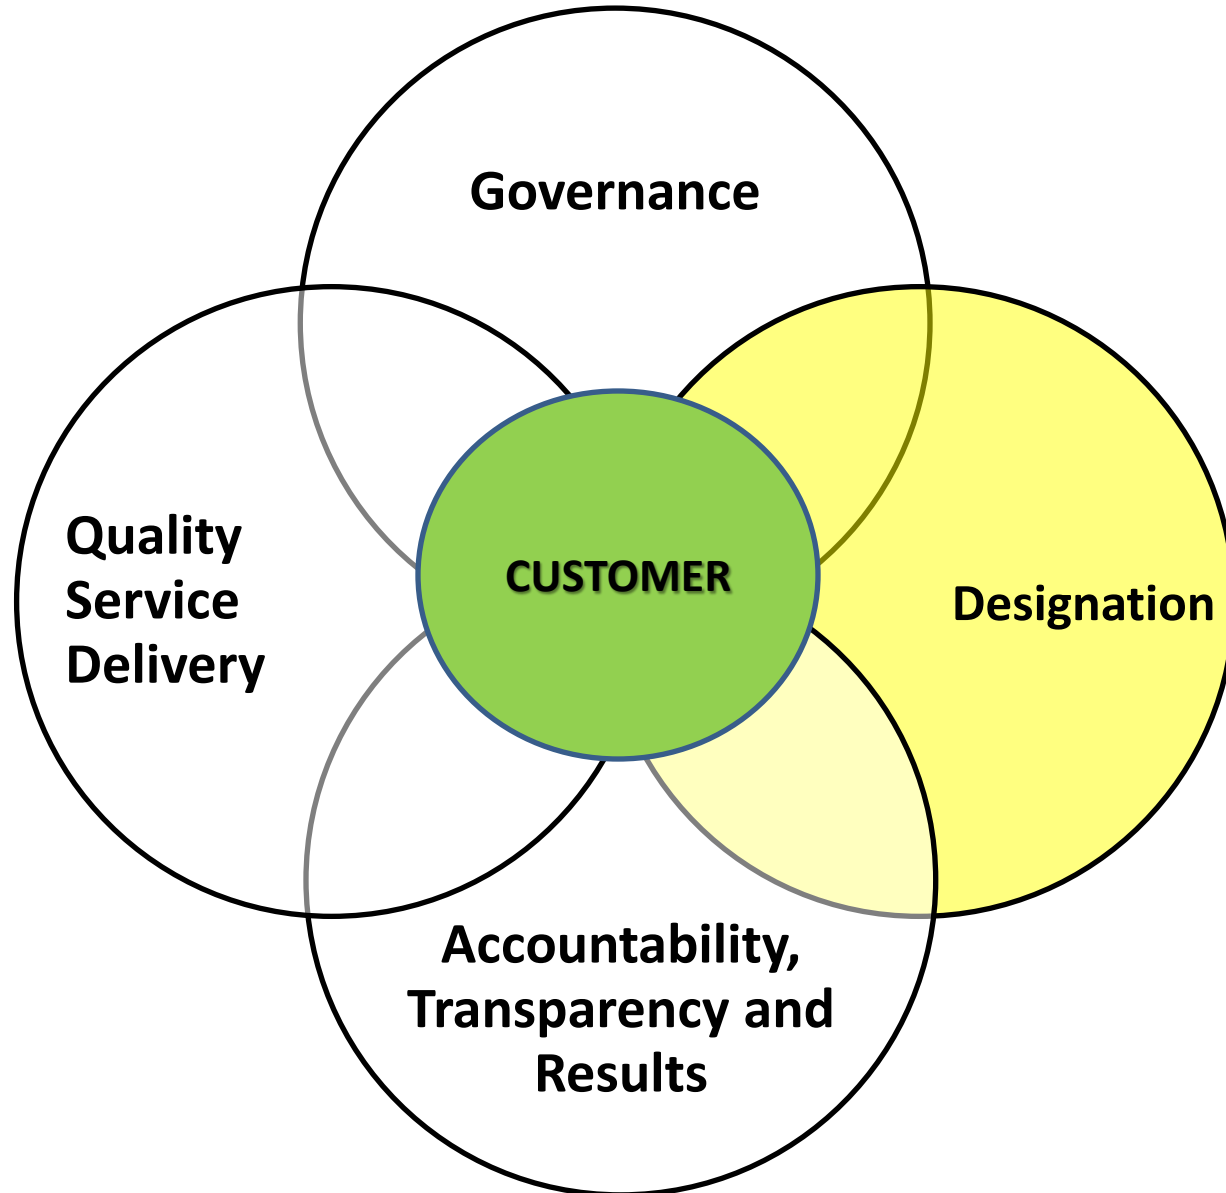 Governance
Quality
Service
Delivery
CUSTOMER
Designation
Accountability,
Transparency and
Results